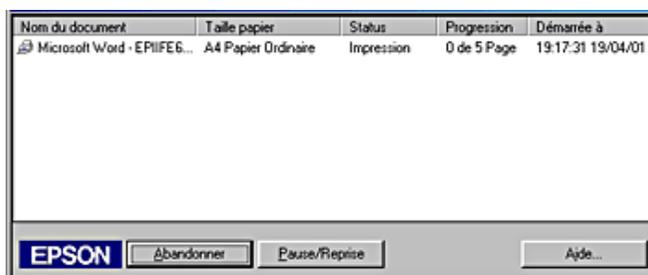 Nom du document Taille papier Status Progression Démarrée à
Microsoft Word - EPIIFE6... A4 Papier Ordinaire Impression 0 de 5 Page 19:17:31 19/04/01
EPSON Abandonner Pause/Reprise Aide...